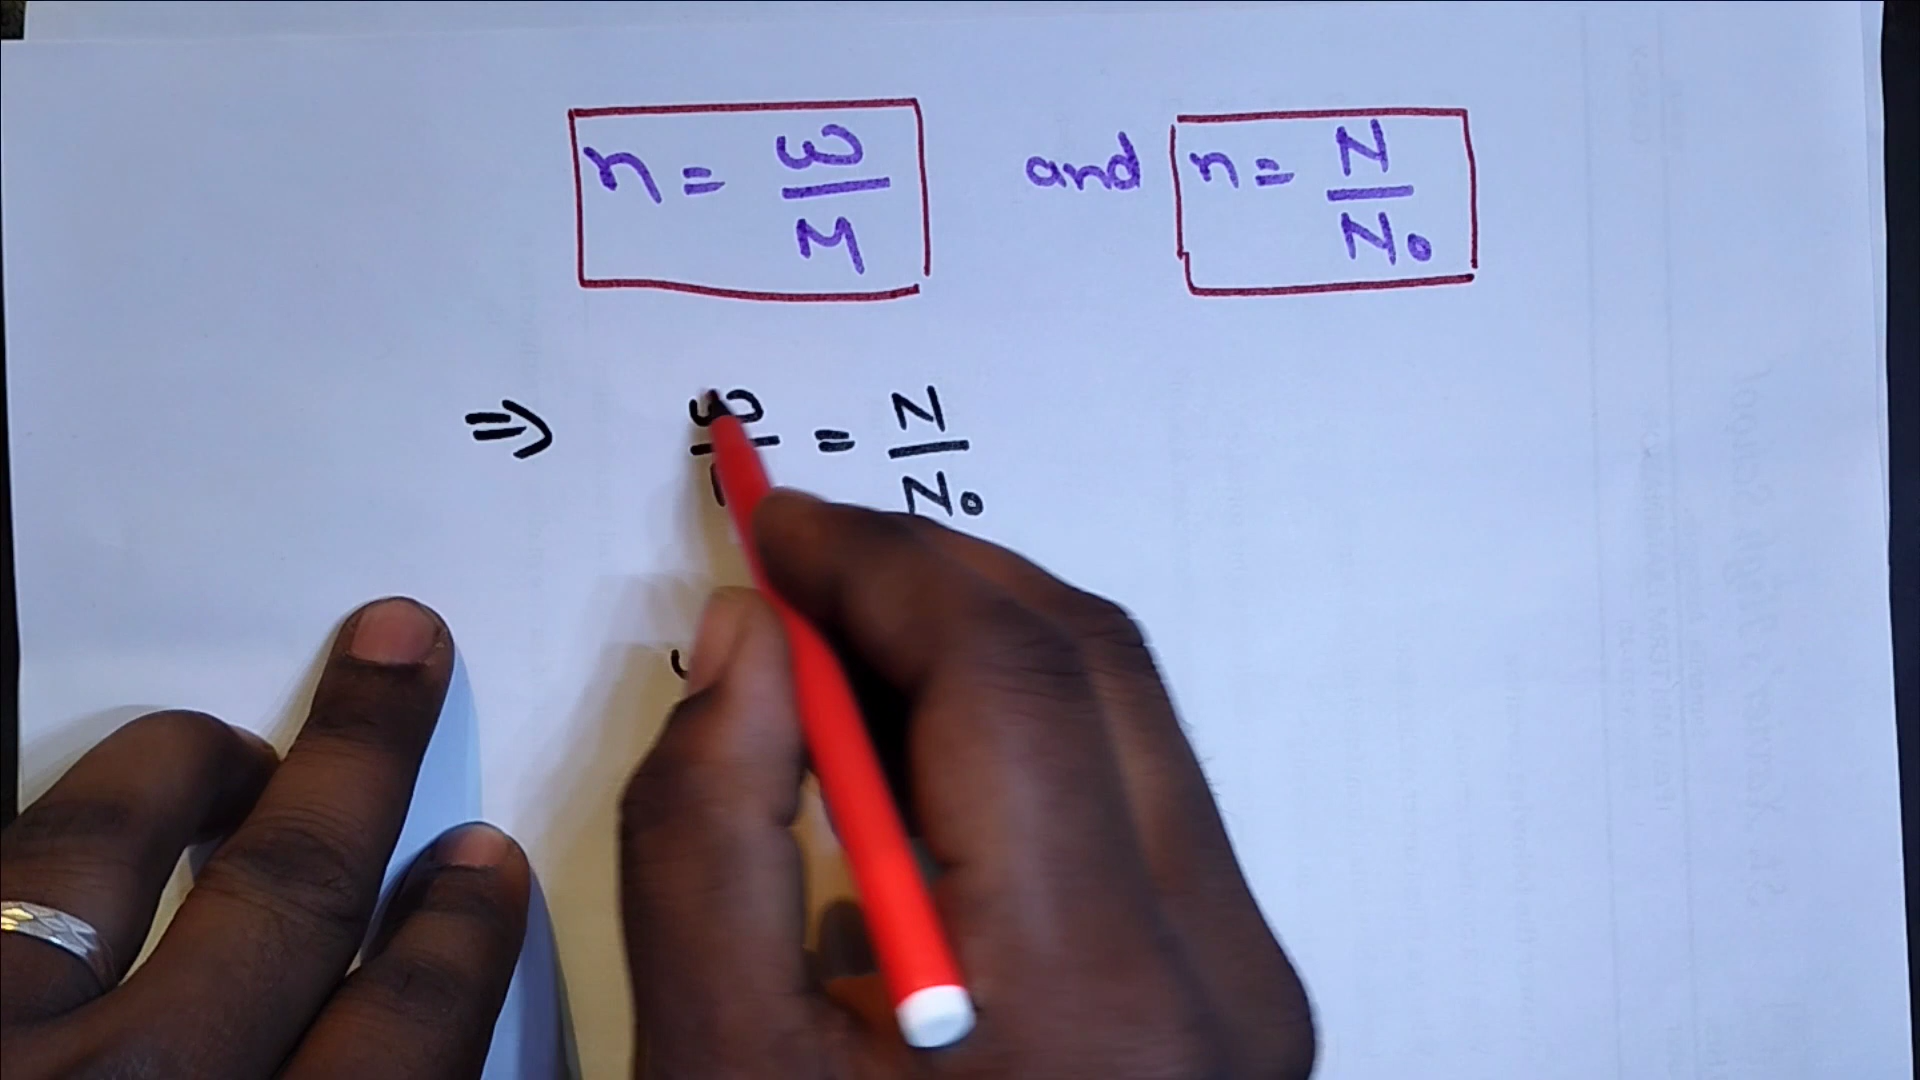 n = ω/M and n = N/N₀
⇒ ω/ = N/N₀